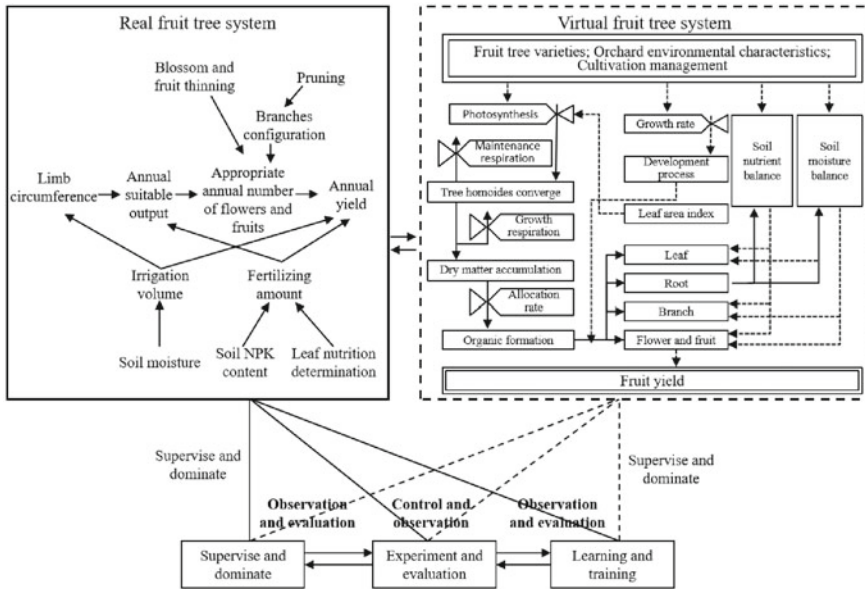 Real fruit tree system
Blossom and
fruit thinning
Pruning
Branches
configuration
Limb
circumference
Annual
suitable
output
Appropriate
annual number
of flowers and
fruits
Annual
yield
Irrigation
volume
Fertilizing
amount
Soil moisture
Soil NPK
content
Leaf nutrition
determination
Virtual fruit tree system
Fruit tree varieties; Orchard environmental characteristics;
Cultivation management
Photosynthesis
Maintenance
respiration
Tree homoides converge
Growth
respiration
Dry matter accumulation
Allocation
rate
Organic formation
Growth rate
Development
process
Leaf area index
Soil
nutrient
balance
Soil
moisture
balance
Leaf
Root
Branch
Flower and fruit
Fruit yield
Supervise and
dominate
Supervise and
dominate
Observation
and evaluation
Control and
observation
Observation
and evaluation
Supervise and
dominate
Experiment and
evaluation
Learning and
training